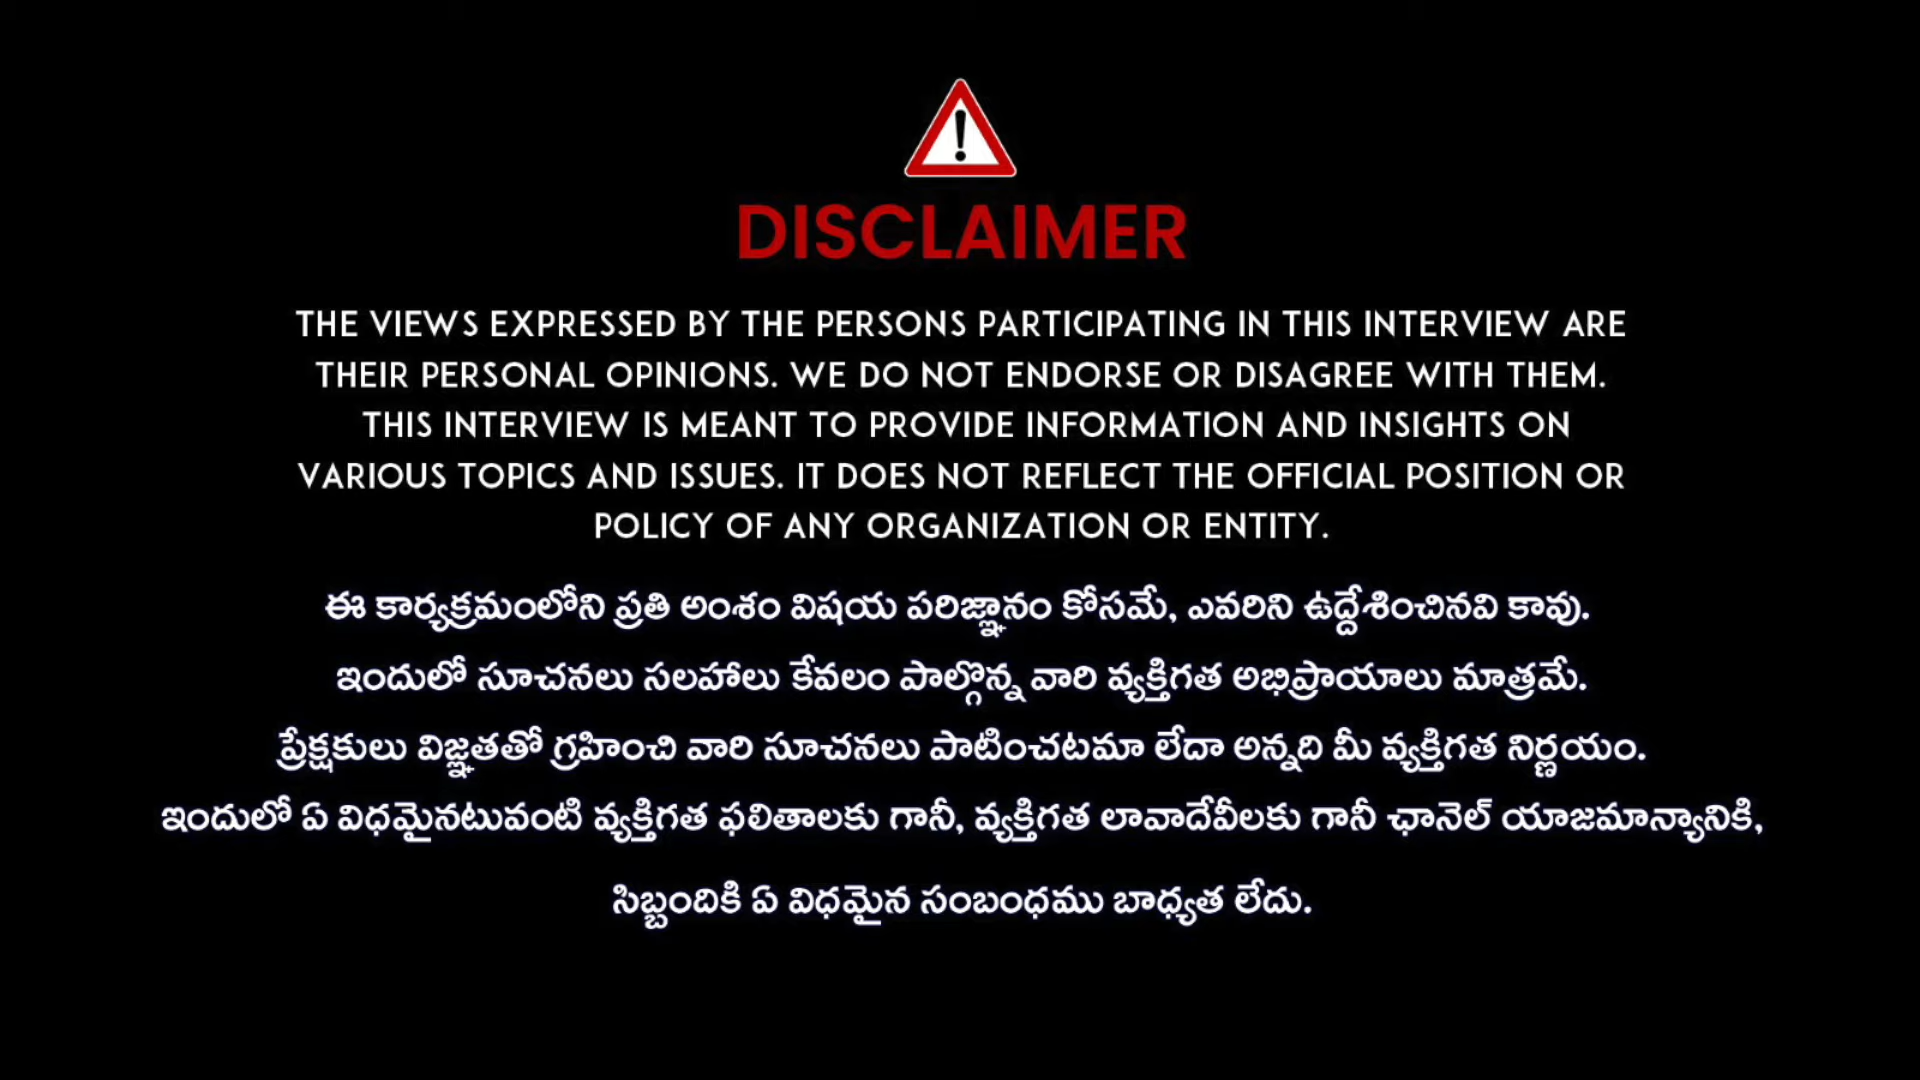 DISCLAIMER
THE VIEWS EXPRESSED BY THE PERSONS PARTICIPATING IN THIS INTERVIEW ARE
THEIR PERSONAL OPINIONS. WE DO NOT ENDORSE OR DISAGREE WITH THEM.
THIS INTERVIEW IS MEANT TO PROVIDE INFORMATION AND INSIGHTS ON
VARIOUS TOPICS AND ISSUES. IT DOES NOT REFLECT THE OFFICIAL POSITION OR
POLICY OF ANY ORGANIZATION OR ENTITY.
ఈ కార్యక్రమంలోని ప్రతి అంశం విషయ పరిజ్ఞానం కోసమే, ఎవరిని ఉద్దేశించినవి కావు.
ఇందులో సూచనలు సలహాలు కేవలం పాల్గొన్న వారి వ్యక్తిగత అభిప్రాయాలు మాత్రమే.
ప్రేక్షకులు విజ్ఞతతో గ్రహించి వారి సూచనలు పాటించటమా లేదా అన్నది మీ వ్యక్తిగత నిర్ణయం.
ఇందులో ఏ విధమైనటువంటి వ్యక్తిగత ఫలితాలకు గానీ, వ్యక్తిగత లావాదేవీలకు గానీ ఛానెల్ యాజమాన్యానికి,
సిబ్బందికి ఏ విధమైన సంబంధము బాధ్యత లేదు.